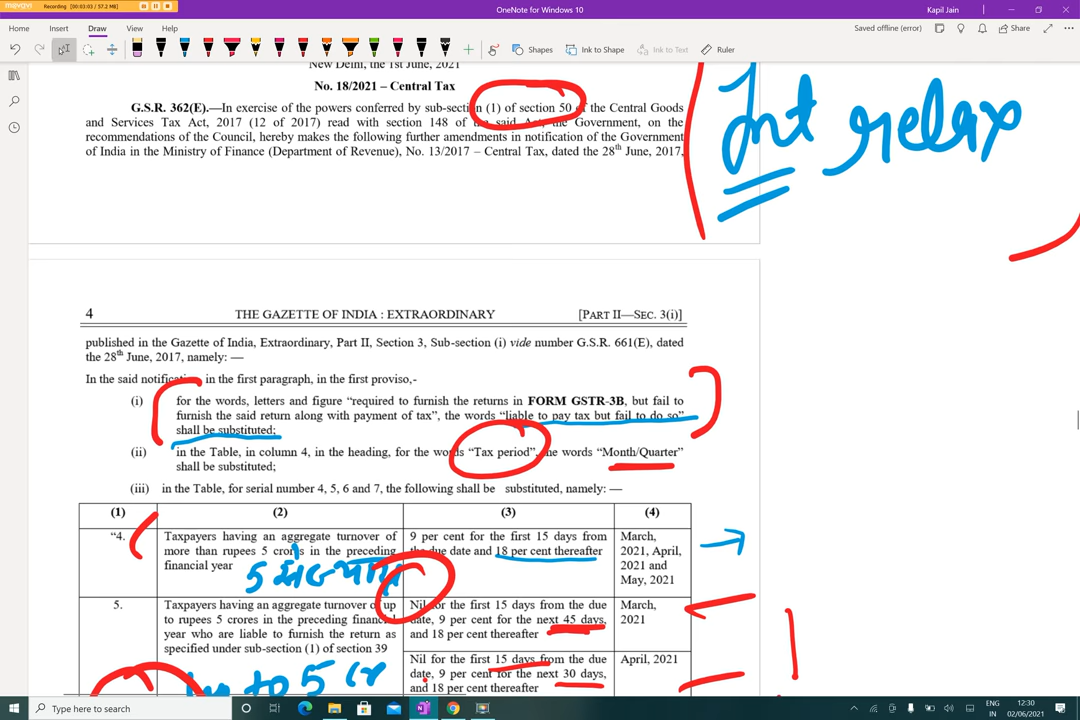 Recording [00:03:03 / 57.2 MB]
OneNote for Windows 10
Kapil Jain
Home Insert Draw View Help
Saved offline (error) Share
Shapes Ink to Shape Ink to Text Ruler
New Delhi, the 1st June, 2021
No. 18/2021 – Central Tax
G.S.R. 362(E).—In exercise of the powers conferred by sub-section (1) of section 50 of the Central Goods
and Services Tax Act, 2017 (12 of 2017) read with section 148 of the said Act, the Government, on the
recommendations of the Council, hereby makes the following further amendments in notification of the Government
of India in the Ministry of Finance (Department of Revenue), No. 13/2017 – Central Tax, dated the 28th June, 2017,
Int relax
4 THE GAZETTE OF INDIA : EXTRAORDINARY [PART II—SEC. 3(i)]
published in the Gazette of India, Extraordinary, Part II, Section 3, Sub-section (i) vide number G.S.R. 661(E), dated
the 28th June, 2017, namely: —
In the said notification, in the first paragraph, in the first proviso,-
(i) for the words, letters and figure “required to furnish the returns in FORM GSTR-3B, but fail to
furnish the said return along with payment of tax”, the words “liable to pay tax but fail to do so”
shall be substituted;
(ii) in the Table, in column 4, in the heading, for the words “Tax period”, the words “Month/Quarter”
shall be substituted;
(iii) in the Table, for serial number 4, 5, 6 and 7, the following shall be substituted, namely: —
(1) (2) (3) (4)
“4. Taxpayers having an aggregate turnover of 9 per cent for the first 15 days from March,
more than rupees 5 crores in the preceding the due date and 18 per cent thereafter 2021, April,
financial year 2021 and
May, 2021
5. Taxpayers having an aggregate turnover of up Nil for the first 15 days from the due March,
to rupees 5 crores in the preceding financial date, 9 per cent for the next 45 days, 2021
year who are liable to furnish the return as and 18 per cent thereafter
specified under sub-section (1) of section 39
Nil for the first 15 days from the due April, 2021
date, 9 per cent for the next 30 days,
and 18 per cent thereafter
up to 5 cr
Type here to search
ENG
IN
12:30
02/06/2021